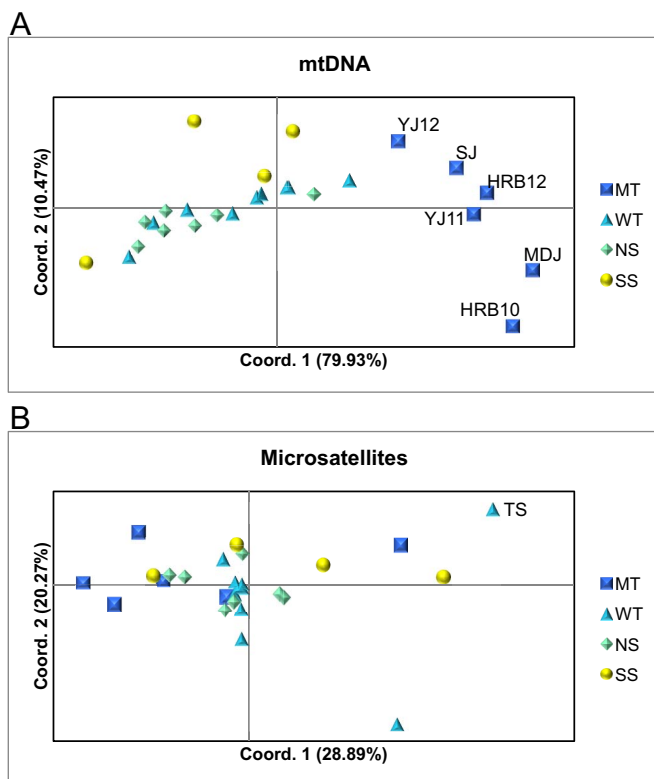 A
mtDNA
YJ12
SJ
HRB12
YJ11
MDJ
HRB10
Coord. 2 (10.47%)
Coord. 1 (79.93%)
MT
WT
NS
SS
B
Microsatellites
TS
Coord. 2 (20.27%)
Coord. 1 (28.89%)
MT
WT
NS
SS